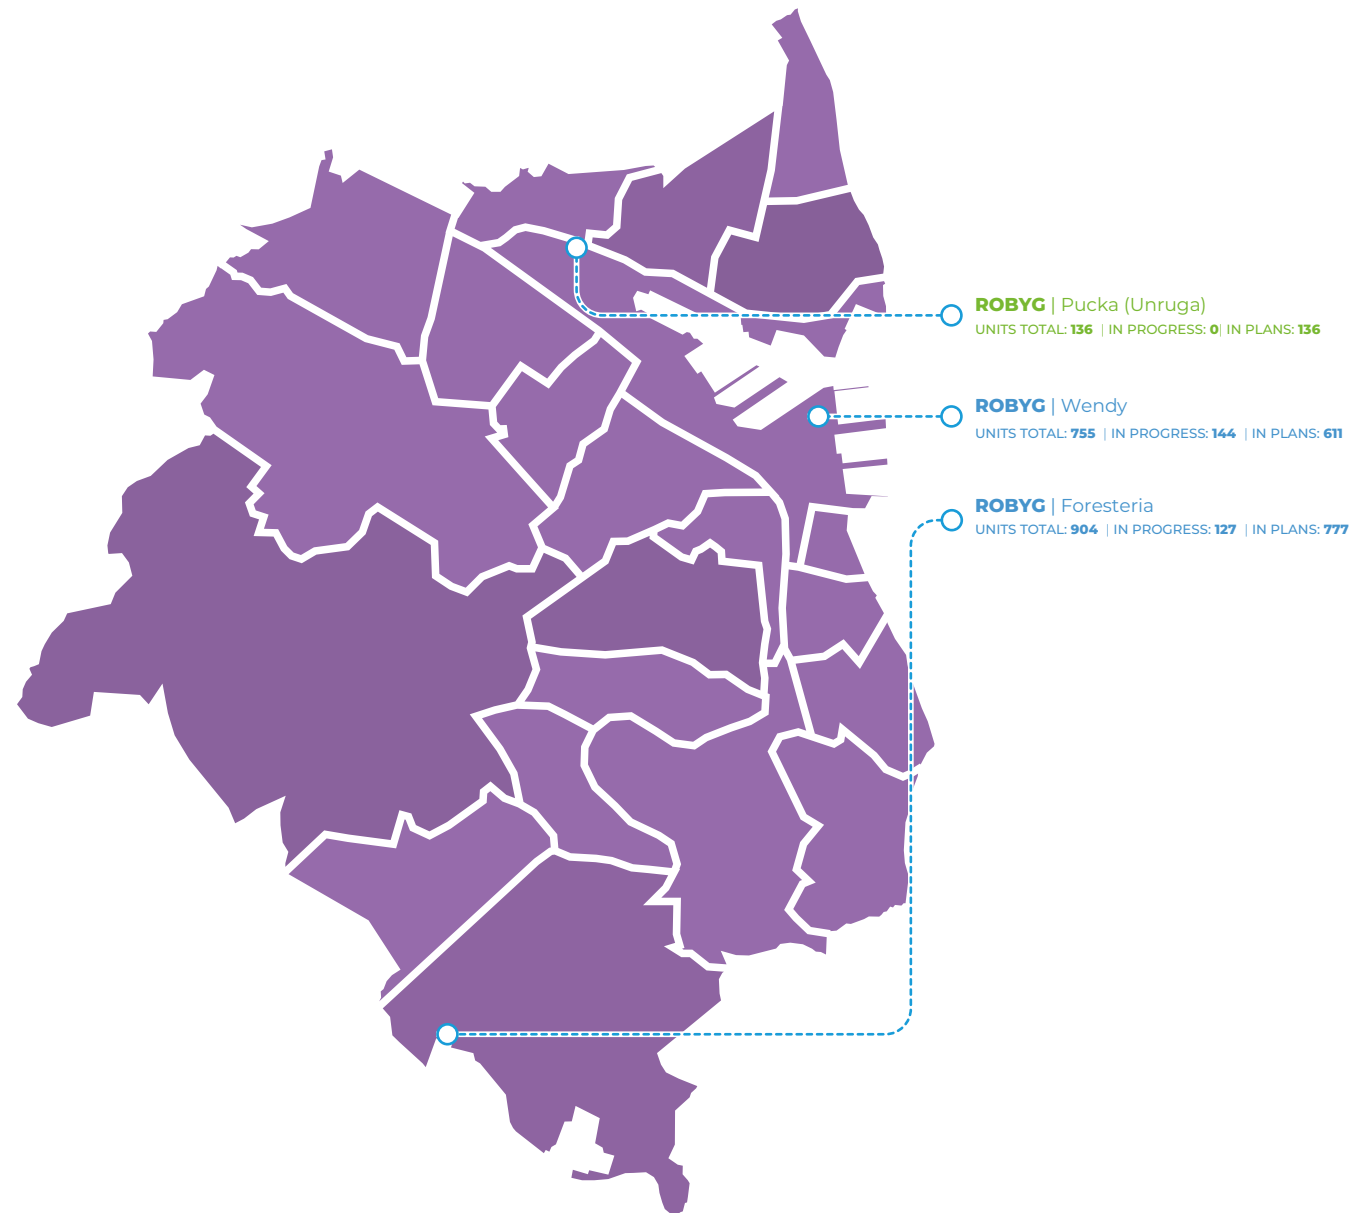 ROBYG | Pucka (Unruga)
UNITS TOTAL: 136 | IN PROGRESS: 0| IN PLANS: 136
ROBYG | Wendy
UNITS TOTAL: 755 | IN PROGRESS: 144 | IN PLANS: 611
ROBYG | Foresteria
UNITS TOTAL: 904 | IN PROGRESS: 127 | IN PLANS: 777